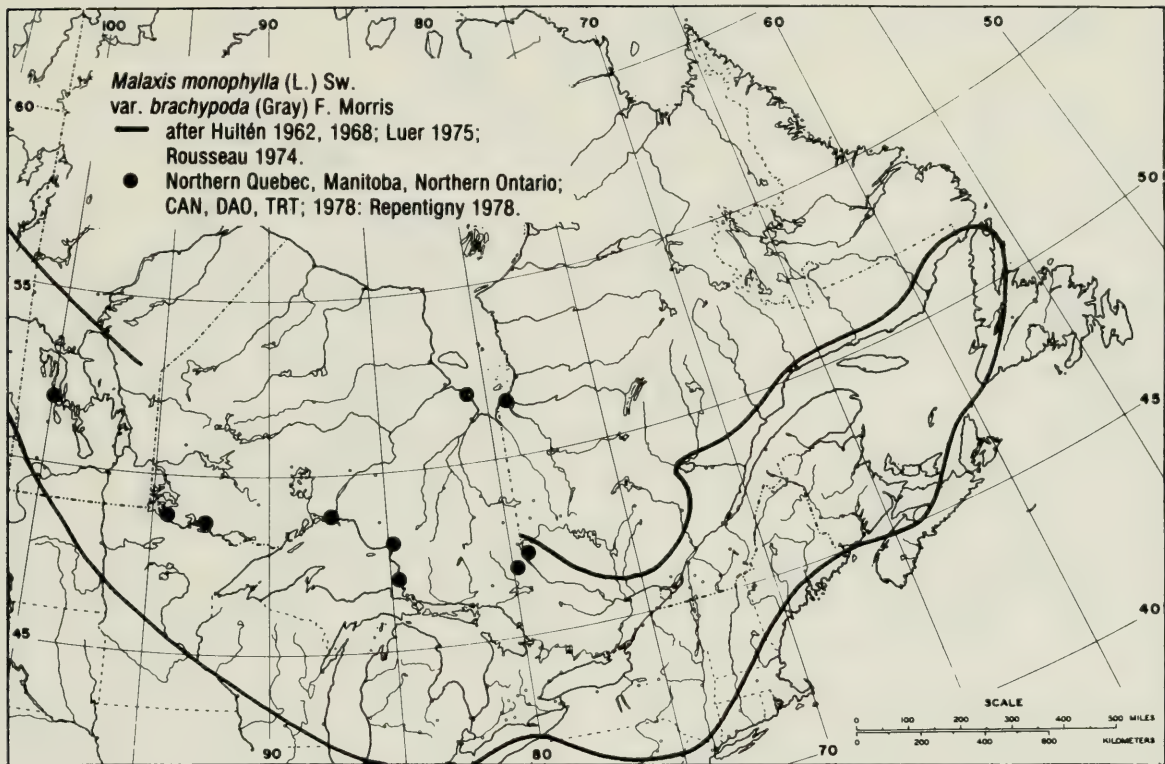 100
90
80
70
60
50
Malaxis monophylla (L.) Sw.
var. brachypoda (Gray) F. Morris
after Hultén 1962, 1968; Luer 1975;
Rousseau 1974.
Northern Quebec, Manitoba, Northern Ontario;
CAN, DAO, TRT; 1978: Repentigny 1978.
60
50
55
45
40
45
SCALE
0 100 200 300 400 500 MILES
0 200 400 600 KILOMETERS
90
80
70